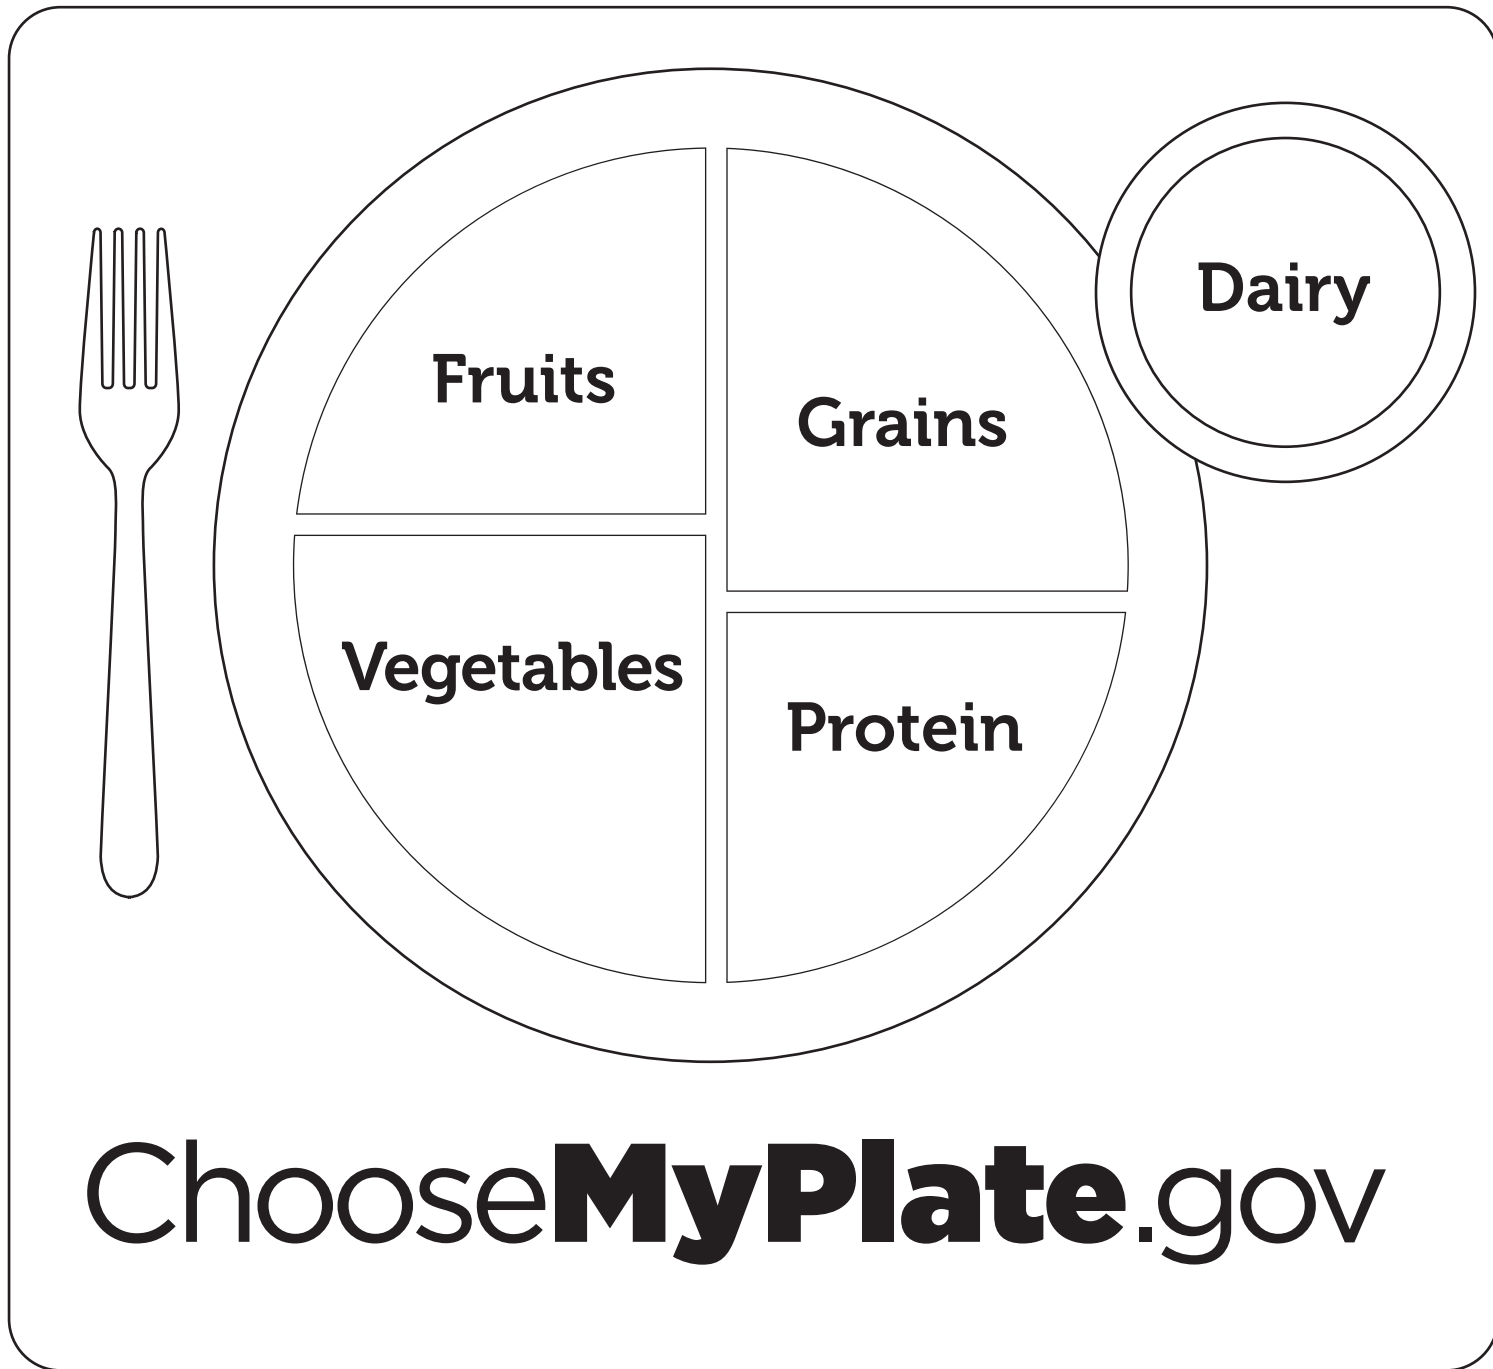 Dairy
Fruits
Grains
Vegetables
Protein
ChooseMyPlate.gov